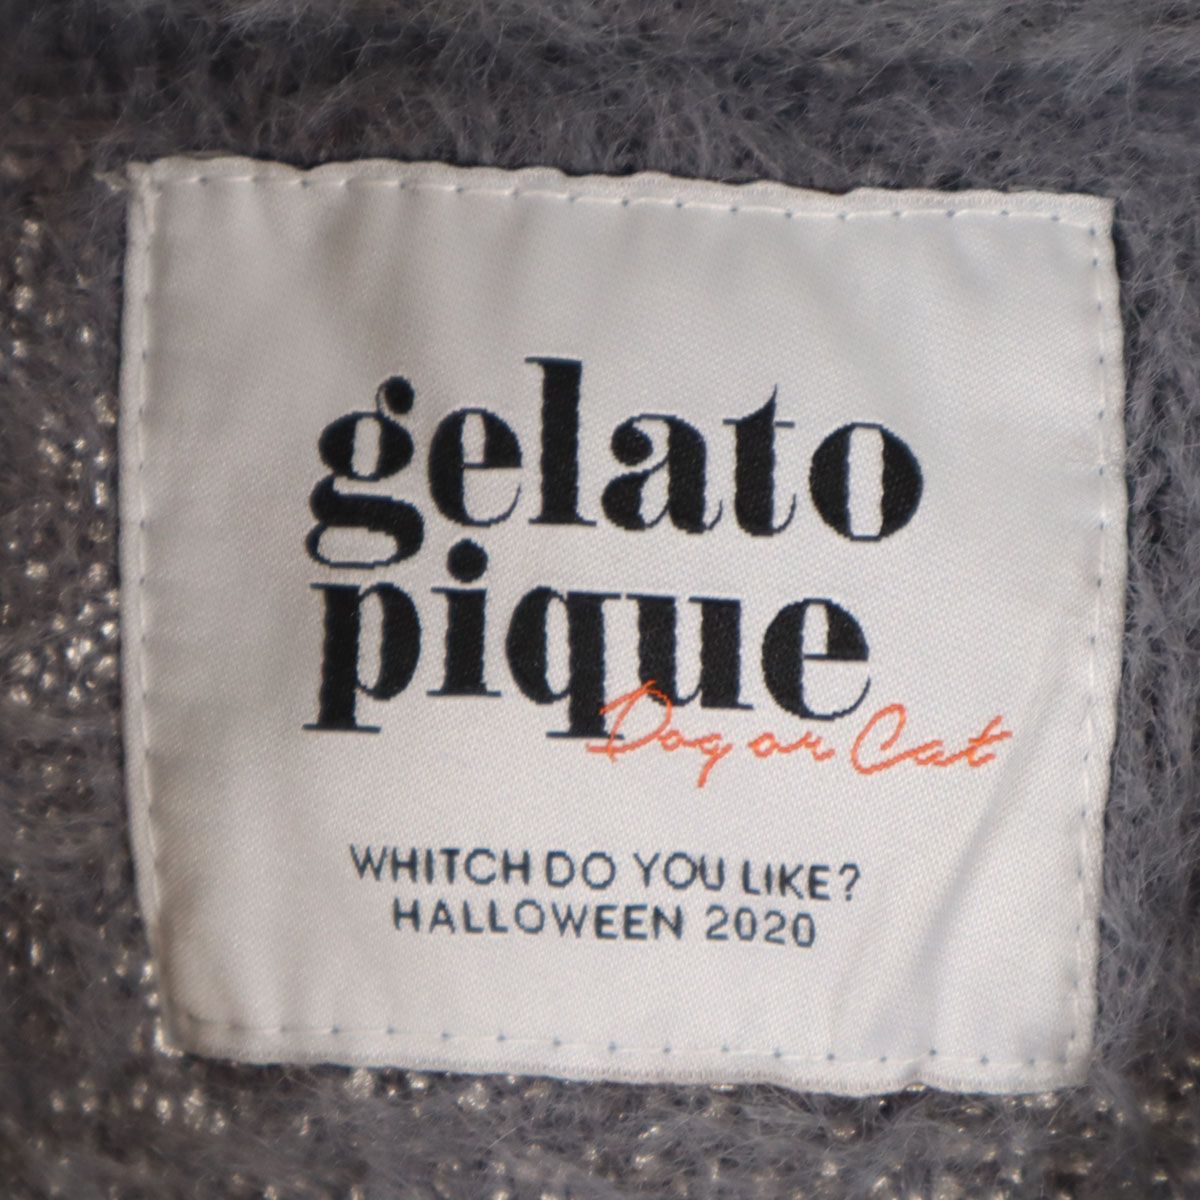 gelato
pique
Dog or Cat
WHITCH DO YOU LIKE?
HALLOWEEN 2020